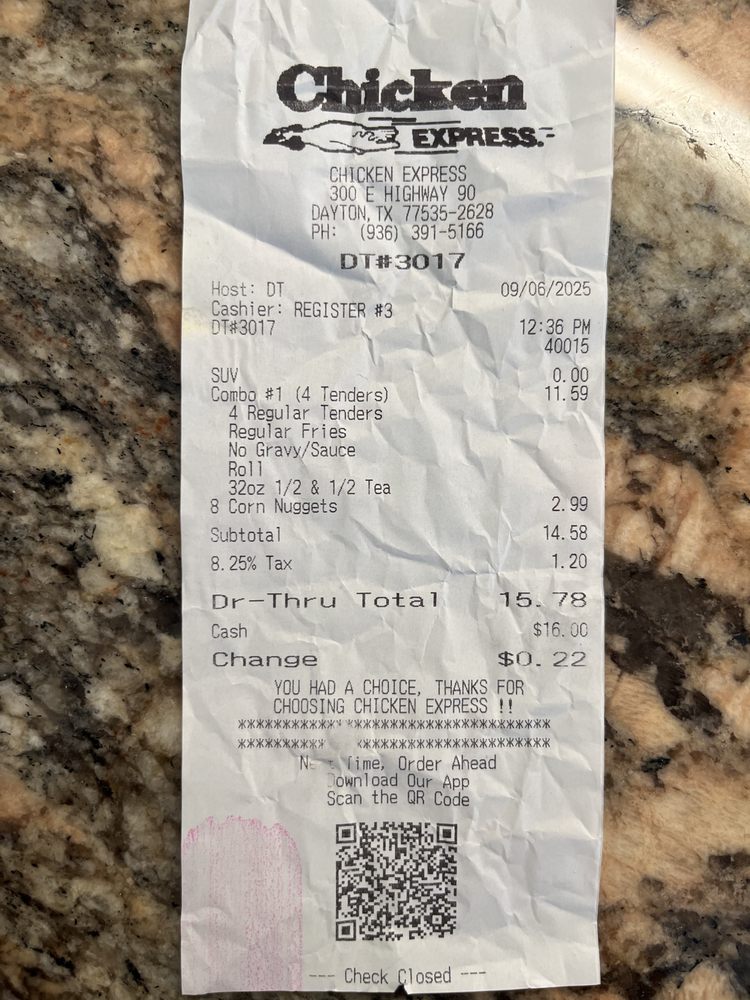 Chicken
EXPRESS.
CHICKEN EXPRESS
300 E HIGHWAY 90
DAYTON, TX 77535-2628
PH: (936) 391-5166
DT#3017
Host: DT 09/06/2025
Cashier: REGISTER #3
DT#3017 12:36 PM
40015
SUV 0.00
Combo #1 (4 Tenders) 11.59
4 Regular Tenders
Regular Fries
No Gravy/Sauce
Roll
32oz 1/2 & 1/2 Tea
8 Corn Nuggets 2.99
Subtotal 14.58
8.25% Tax 1.20
Dr-Thru Total 15.78
Cash $16.00
Change $0.22
YOU HAD A CHOICE, THANKS FOR
CHOOSING CHICKEN EXPRESS !!
Time, Order Ahead
Download Our App
Scan the QR Code
--- Check Closed ---